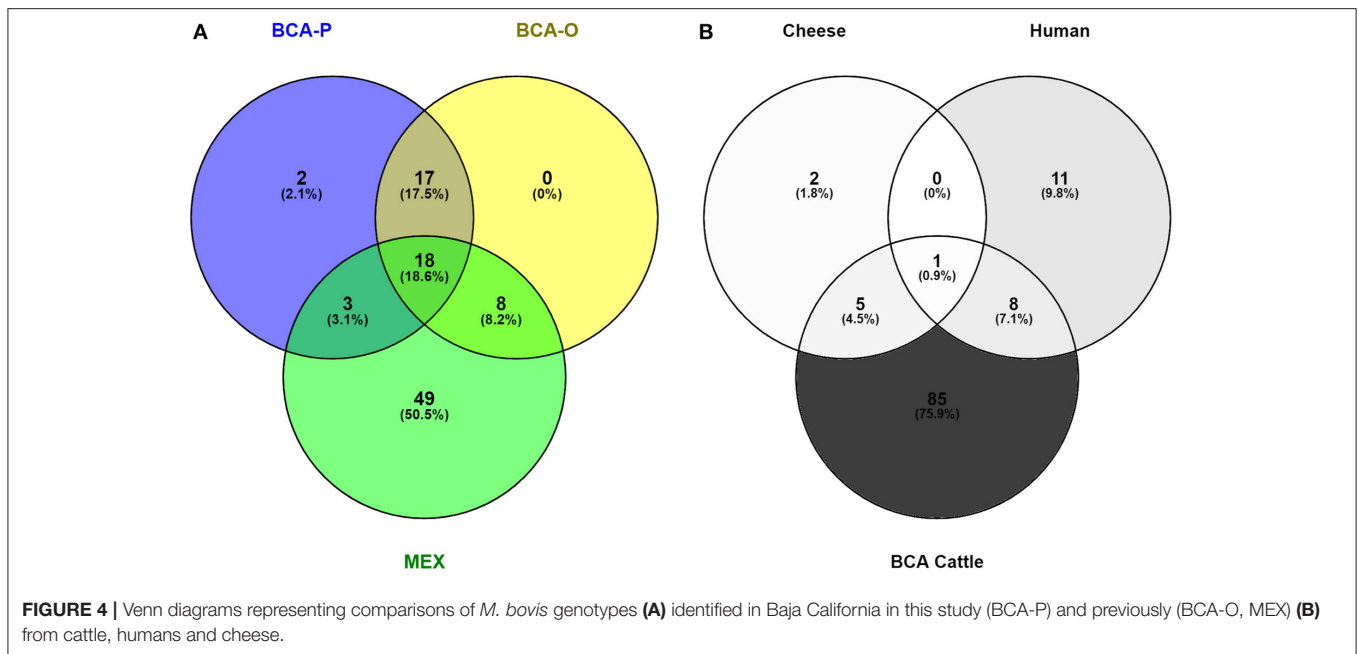 A BCA-P BCA-O B Cheese Human
2 17 0 2 0 11
(2.1%) (17.5%) (0%) (1.8%) (0%) (9.8%)
18 1
(18.6%) (0.9%)
3 8 5 8
(3.1%) (8.2%) (4.5%) (7.1%)
49 85
(50.5%) (75.9%)
MEX BCA Cattle
FIGURE 4 | Venn diagrams representing comparisons of M. bovis genotypes (A) identified in Baja California in this study (BCA-P) and previously (BCA-O, MEX) (B)
from cattle, humans and cheese.